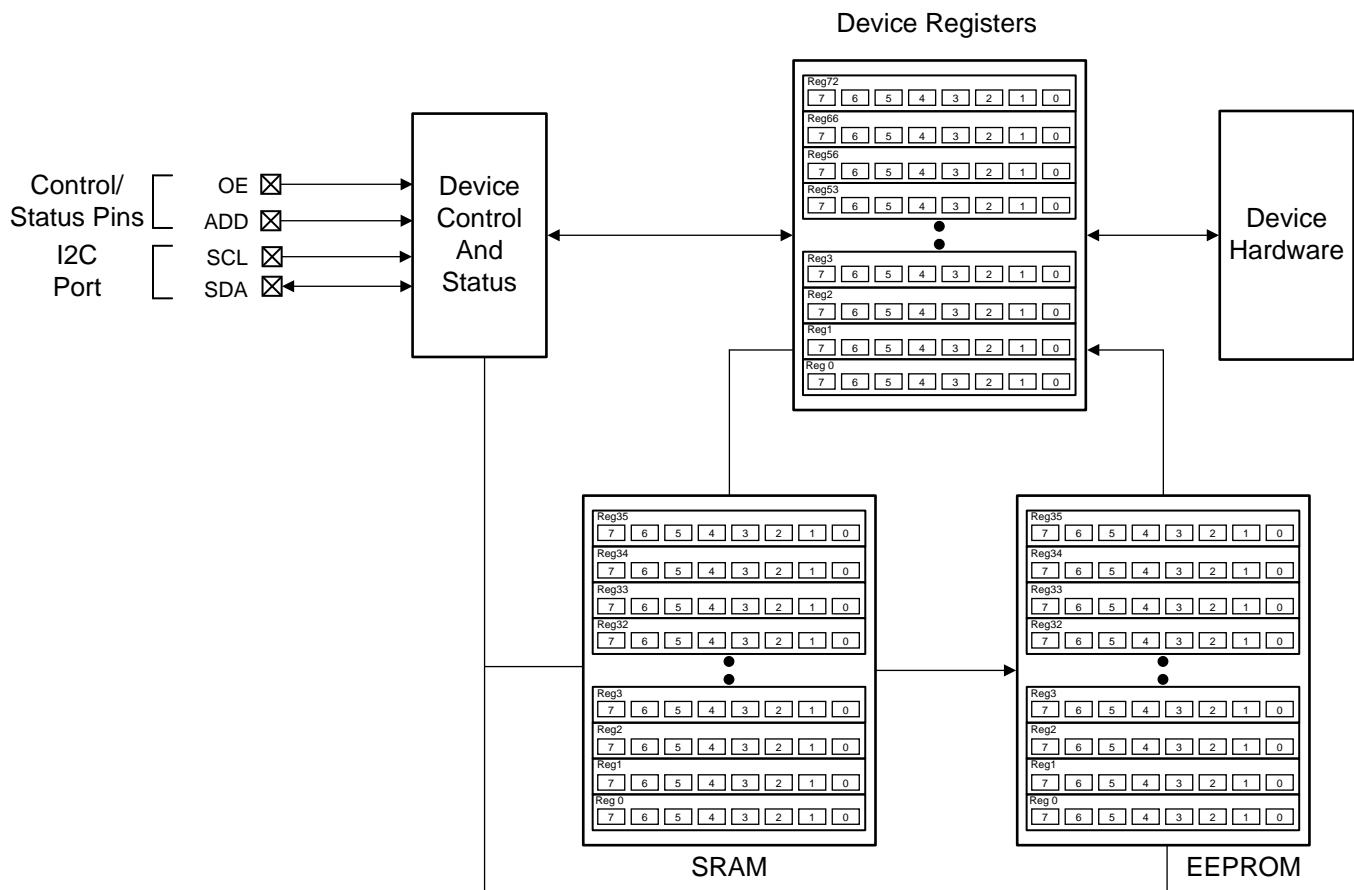 Device Registers
Reg72
7 6 5 4 3 2 1 0
Reg66
7 6 5 4 3 2 1 0
Reg56
7 6 5 4 3 2 1 0
Reg53
7 6 5 4 3 2 1 0
Reg3
7 6 5 4 3 2 1 0
Reg2
7 6 5 4 3 2 1 0
Reg1
7 6 5 4 3 2 1 0
Reg 0
7 6 5 4 3 2 1 0
Control/
Status Pins
OE
ADD
I2C
Port
SCL
SDA
Device
Control
And
Status
Device
Hardware
Reg35
7 6 5 4 3 2 1 0
Reg34
7 6 5 4 3 2 1 0
Reg33
7 6 5 4 3 2 1 0
Reg32
7 6 5 4 3 2 1 0
Reg3
7 6 5 4 3 2 1 0
Reg2
7 6 5 4 3 2 1 0
Reg1
7 6 5 4 3 2 1 0
Reg 0
7 6 5 4 3 2 1 0
SRAM
Reg35
7 6 5 4 3 2 1 0
Reg34
7 6 5 4 3 2 1 0
Reg33
7 6 5 4 3 2 1 0
Reg32
7 6 5 4 3 2 1 0
Reg3
7 6 5 4 3 2 1 0
Reg2
7 6 5 4 3 2 1 0
Reg1
7 6 5 4 3 2 1 0
Reg 0
7 6 5 4 3 2 1 0
EEPROM